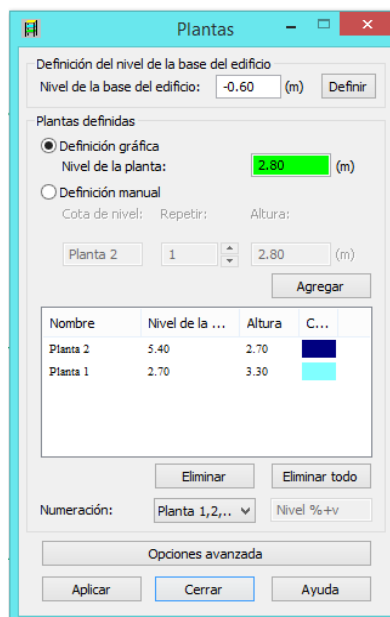 Plantas
Definición del nivel de la base del edificio
Nivel de la base del edificio: -0.60 (m) Definir
Plantas definidas
Definición gráfica
Nivel de la planta: 2.80 (m)
Definición manual
Cota de nivel: Repetir: Altura:
Planta 2 1 2.80 (m)
Agregar
Nombre Nivel de la ... Altura C...
Planta 2 5.40 2.70
Planta 1 2.70 3.30
Eliminar Eliminar todo
Numeración: Planta 1,2,.. Nivel %+v
Opciones avanzada
Aplicar Cerrar Ayuda